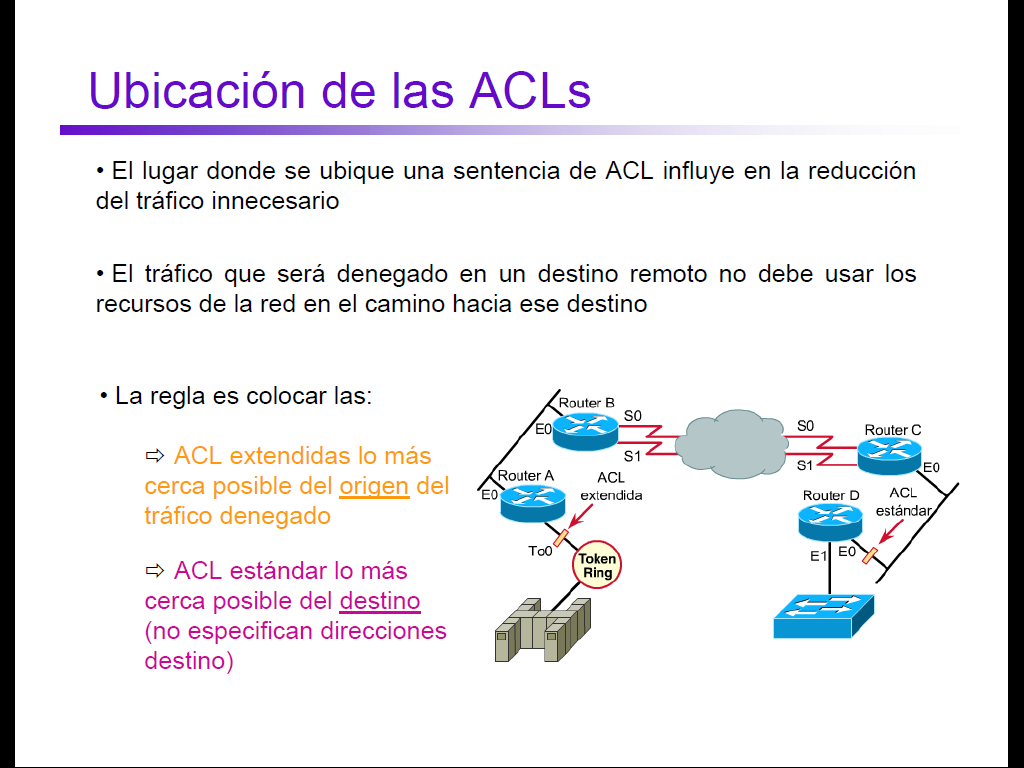 Ubicación de las ACLs
• El lugar donde se ubique una sentencia de ACL influye en la reducción
del tráfico innecesario
• El tráfico que será denegado en un destino remoto no debe usar los
recursos de la red en el camino hacia ese destino
• La regla es colocar las:
⇨ ACL extendidas lo más
cerca posible del origen del
tráfico denegado
⇨ ACL estándar lo más
cerca posible del destino
(no especifican direcciones
destino)
Router B
E0
S0
S1
Router A
E0
ACL
extendida
To0
Token
Ring
S0
S1
Router C
E0
Router D
ACL
estándar
E1
E0